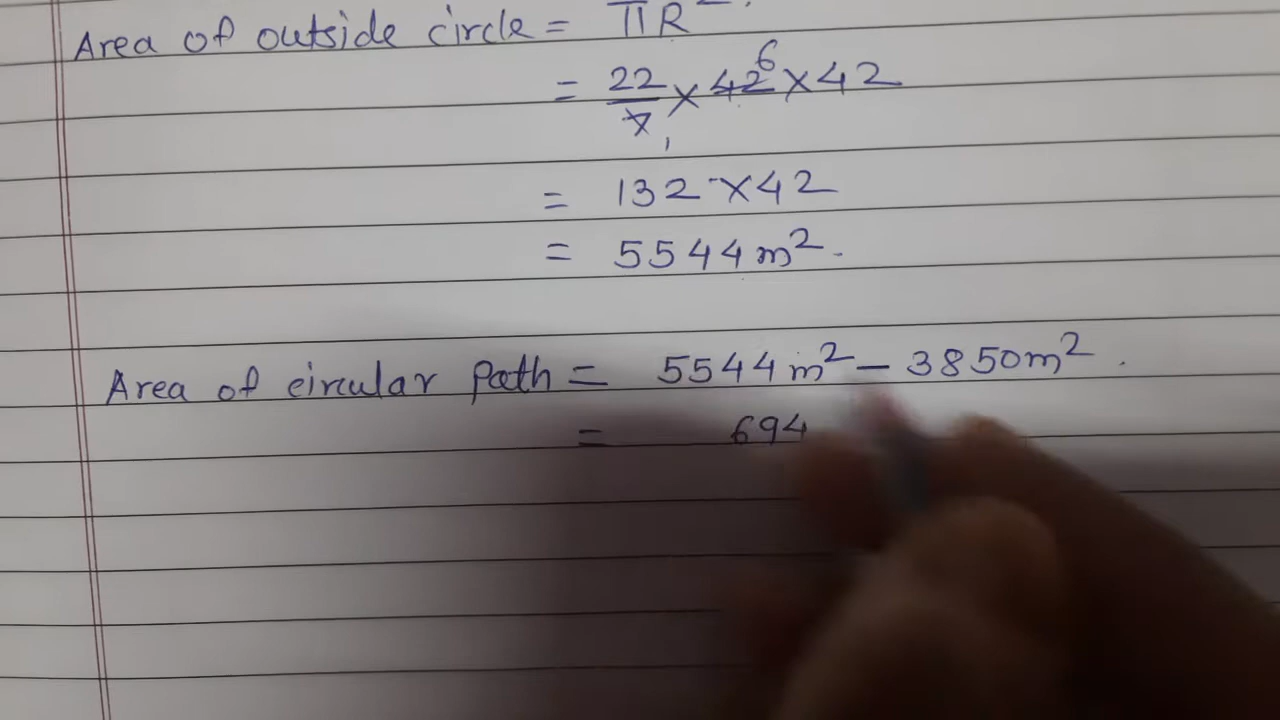 Area of outside circle = πR²
= 22/7 × 42 6 × 42
1
= 132 × 42
= 5544 m².
Area of circular path = 5544 m² – 3850 m².
= 694